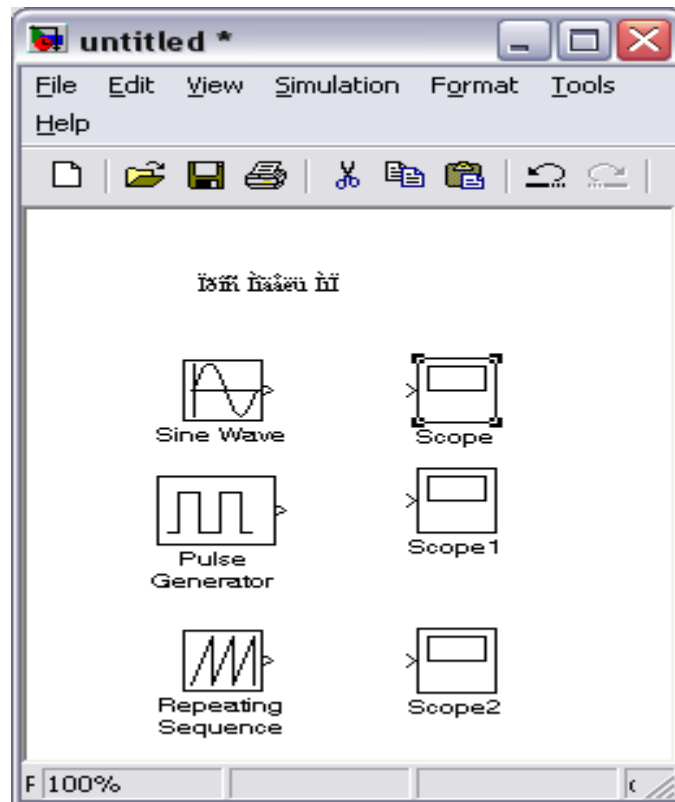 untitled *
File Edit View Simulation Format Tools
Help
Sine Wave
Scope
Pulse
Generator
Scope1
Repeating
Sequence
Scope2
F 100%